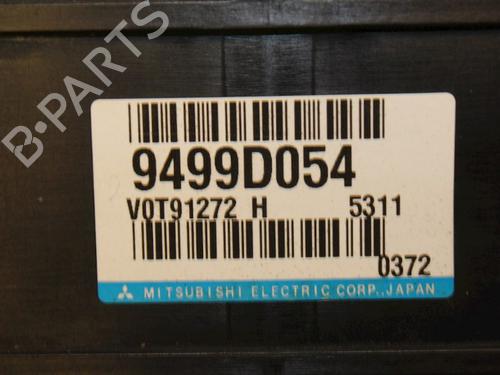 B-PARTS
9499D054
V0T91272 H 5311
0372
MITSUBISHI ELECTRIC CORP., JAPAN